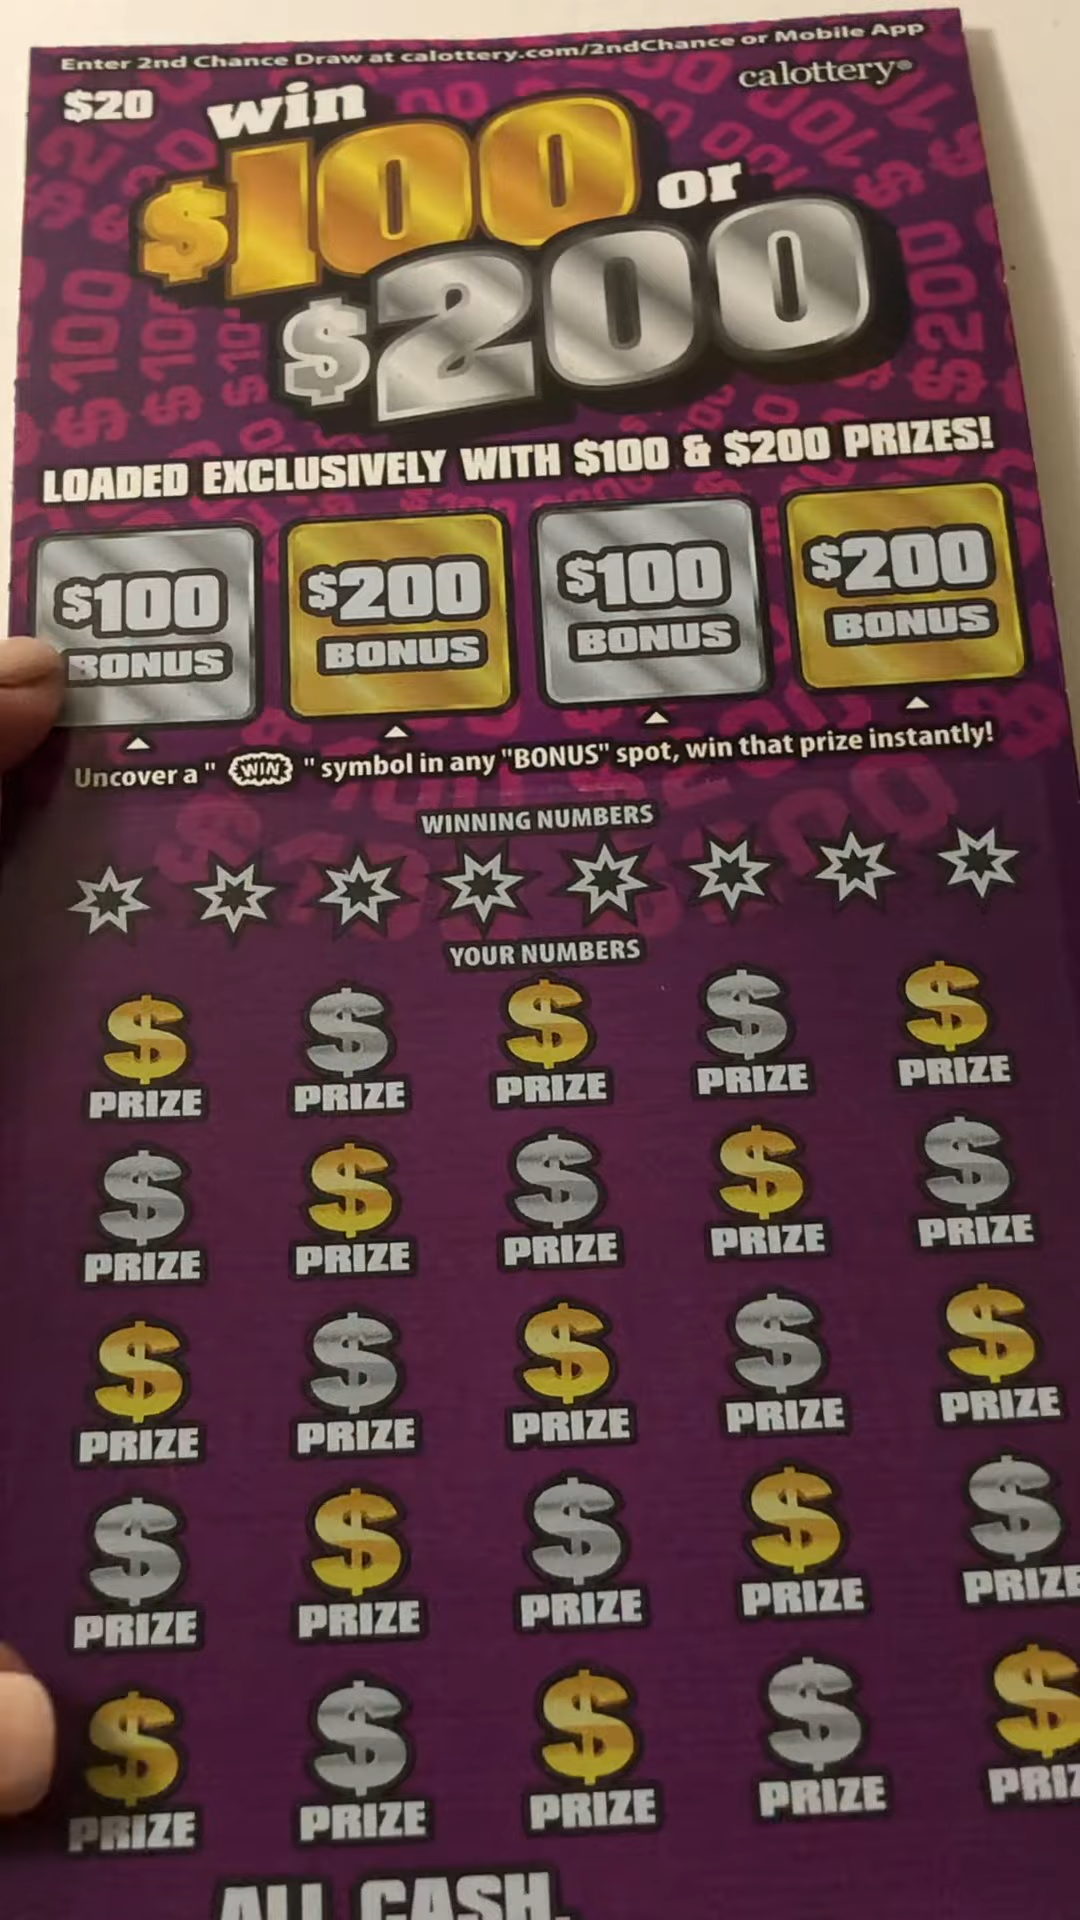 Enter 2nd Chance Draw at calottery.com/2ndChance or Mobile App
calottery®
$20
win
$100
or
$200
LOADED EXCLUSIVELY WITH $100 & $200 PRIZES!
$100 $200 $100 $200
BONUS BONUS BONUS BONUS
Uncover a " WIN " symbol in any "BONUS" spot, win that prize instantly!
WINNING NUMBERS
YOUR NUMBERS
$ $ $ $ $
PRIZE PRIZE PRIZE PRIZE PRIZE
$ $ $ $ $
PRIZE PRIZE PRIZE PRIZE PRIZE
$ $ $ $ $
PRIZE PRIZE PRIZE PRIZE PRIZE
$ $ $ $ $
PRIZE PRIZE PRIZE PRIZE PRIZE
$ $ $ $ $
PRIZE PRIZE PRIZE PRIZE PRIZ
ALL CASH.